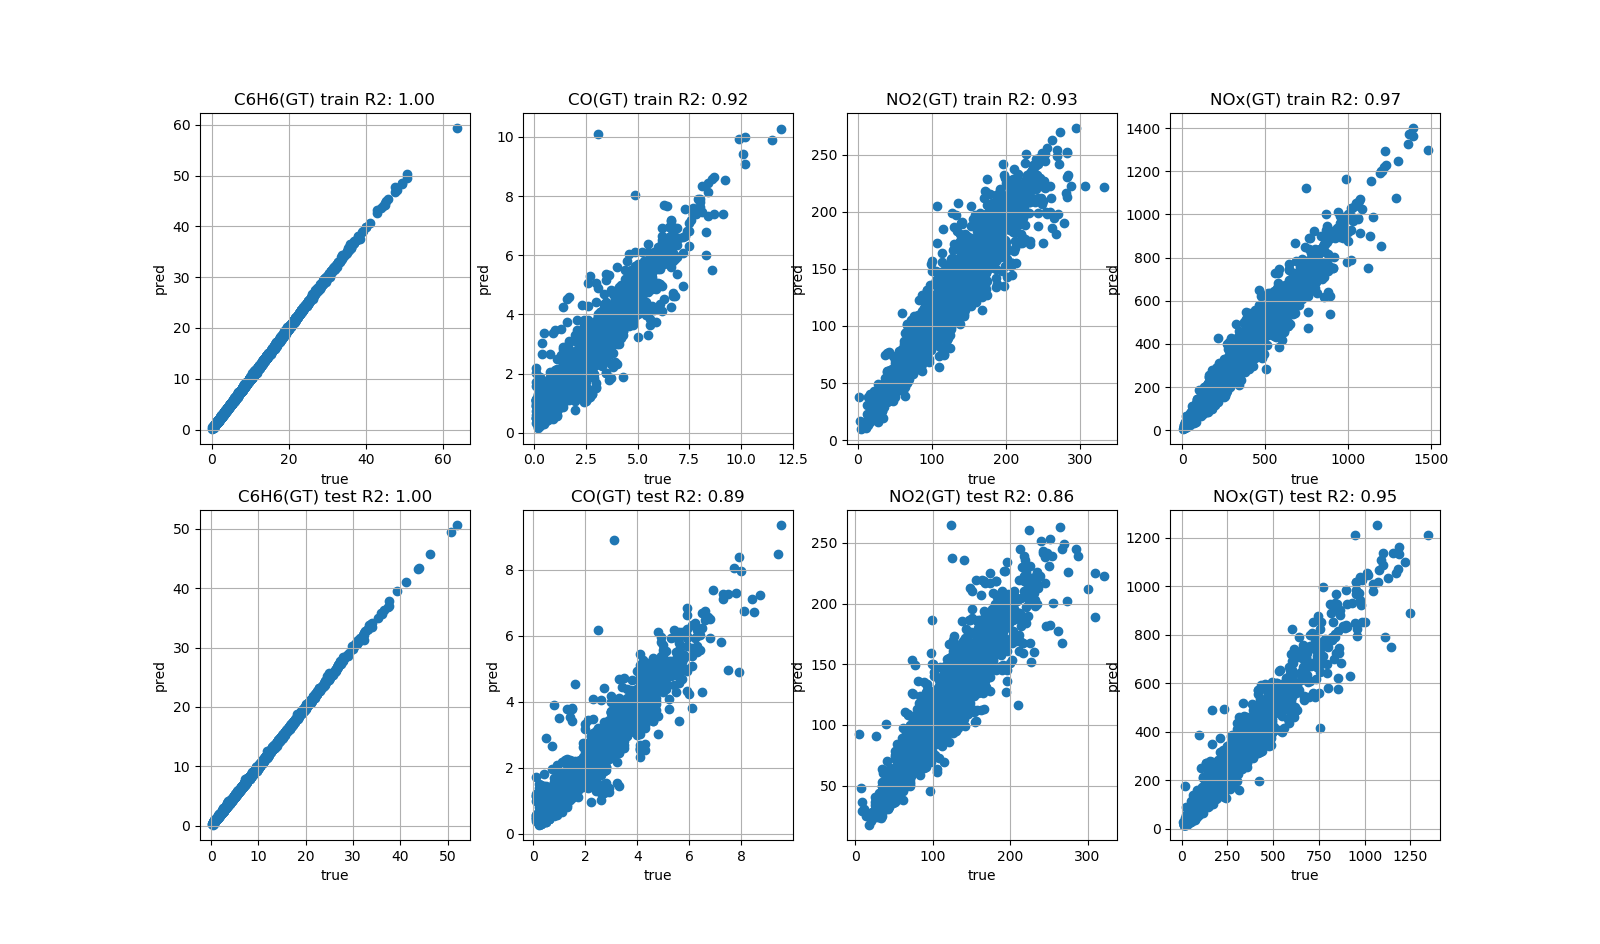 C6H6(GT) train R2: 1.00
60
50
40
30
20
10
0
pred
0 20 40 60
true
CO(GT) train R2: 0.92
10
8
6
4
2
0
pred
0.0 2.5 5.0 7.5 10.0 12.5
true
NO2(GT) train R2: 0.93
250
200
150
100
50
0
pred
0 100 200 300
true
NOx(GT) train R2: 0.97
1400
1200
1000
800
600
400
200
0
pred
0 500 1000 1500
true
C6H6(GT) test R2: 1.00
50
40
30
20
10
0
pred
0 10 20 30 40 50
true
CO(GT) test R2: 0.89
8
6
4
2
0
pred
0 2 4 6 8
true
NO2(GT) test R2: 0.86
250
200
150
100
50
pred
0 100 200 300
true
NOx(GT) test R2: 0.95
1200
1000
800
600
400
200
0
pred
0 250 500 750 1000 1250
true